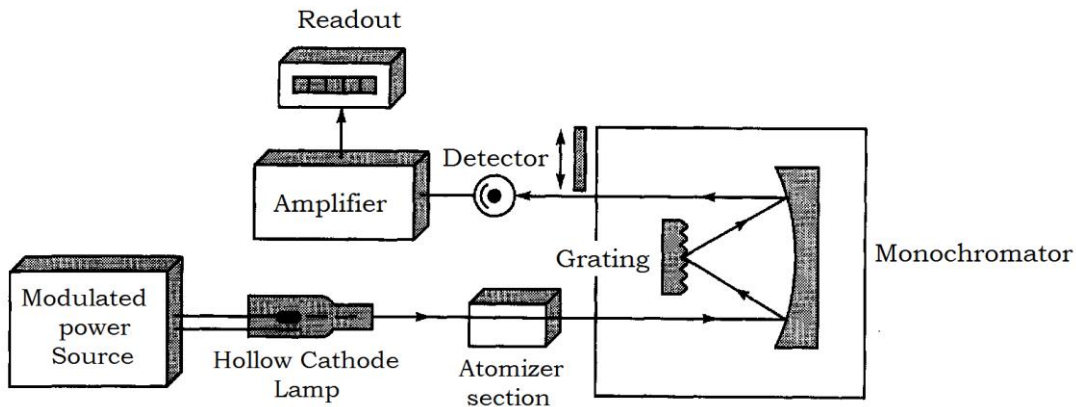 Readout
Detector
Amplifier
Grating
Monochromator
Modulated
power
Source
Hollow Cathode
Lamp
Atomizer
section